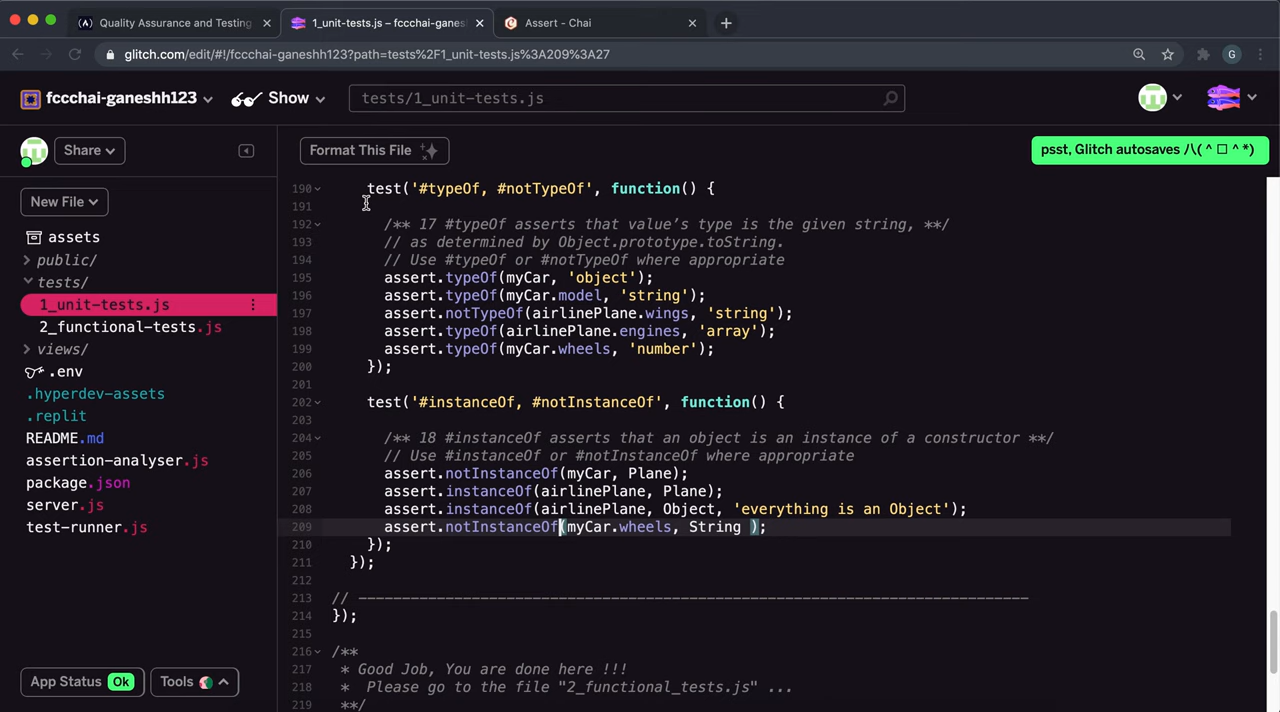 Quality Assurance and Testing
1_unit-tests.js – fccchai-ganeshh
Assert - Chai
glitch.com/edit/#!/fccchai-ganeshh123?path=tests%2F1_unit-tests.js%3A209%3A27
G
fccchai-ganeshh123
Show
tests/1_unit-tests.js
Share
Format This File
psst, Glitch autosaves /\( ^ □ ^ *)
New File
assets
public/
tests/
1_unit-tests.js
2_functional-tests.js
views/
.env
.hyperdev-assets
.replit
README.md
assertion-analyser.js
package.json
server.js
test-runner.js
App Status Ok
Tools
190 test('#typeOf, #notTypeOf', function() {
191
192 /** 17 #typeOf asserts that value’s type is the given string, **/
193 // as determined by Object.prototype.toString.
194 // Use #typeOf or #notTypeOf where appropriate
195 assert.typeOf(myCar, 'object');
196 assert.typeOf(myCar.model, 'string');
197 assert.notTypeOf(airlinePlane.wings, 'string');
198 assert.typeOf(airlinePlane.engines, 'array');
199 assert.typeOf(myCar.wheels, 'number');
200 });
201
202 test('#instanceOf, #notInstanceOf', function() {
203
204 /** 18 #instanceOf asserts that an object is an instance of a constructor **/
205 // Use #instanceOf or #notInstanceOf where appropriate
206 assert.notInstanceOf(myCar, Plane);
207 assert.instanceOf(airlinePlane, Plane);
208 assert.instanceOf(airlinePlane, Object, 'everything is an Object');
209 assert.notInstanceOf(myCar.wheels, String );
210 });
211 });
212
213 // –––––––––––––––––––––––––––––––––––––––––––––––––––––––––––––––––––––––––––––
214 });
215
216 /**
217 * Good Job, You are done here !!!
218 * Please go to the file "2_functional_tests.js" ...
219 **/